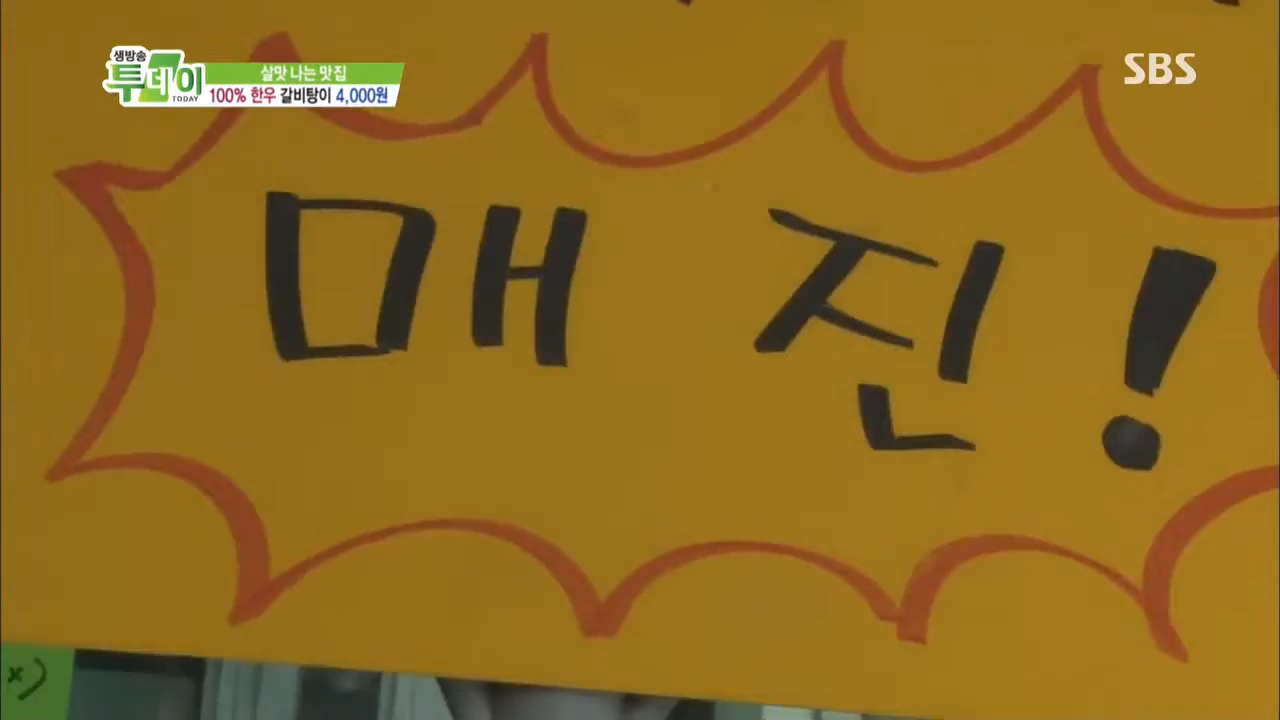 생방송
투데이
TODAY
살맛 나는 맛집
100% 한우 갈비탕이 4,000원
SBS
매 진!
x)